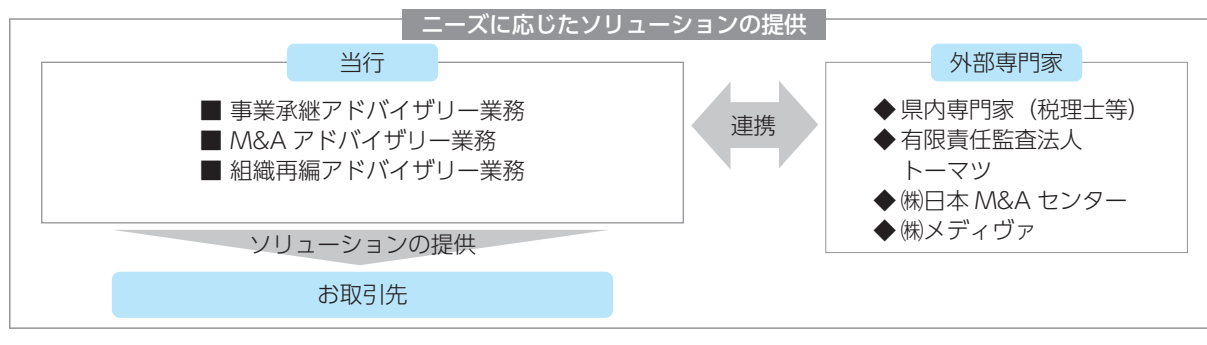 ニーズに応じたソリューションの提供
当行
■ 事業承継アドバイザリー業務
■ M&A アドバイザリー業務
■ 組織再編アドバイザリー業務
連携
外部専門家
◆ 県内専門家（税理士等）
◆ 有限責任監査法人
トーマツ
◆ ㈱日本 M&A センター
◆ ㈱メディヴァ
ソリューションの提供
お取引先